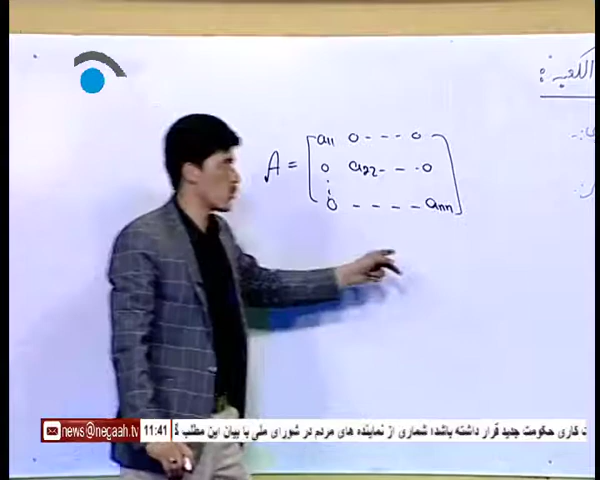 A = [ a11 0 - - - 0
0 a22 - - - 0
⋮
0 - - - - ann ]
news@negaah.tv 11:41 کاری حکومت جدید قرار داشته باشد؛ شماری از نماینده های مردم در شورای ملی با بیان این مطلب